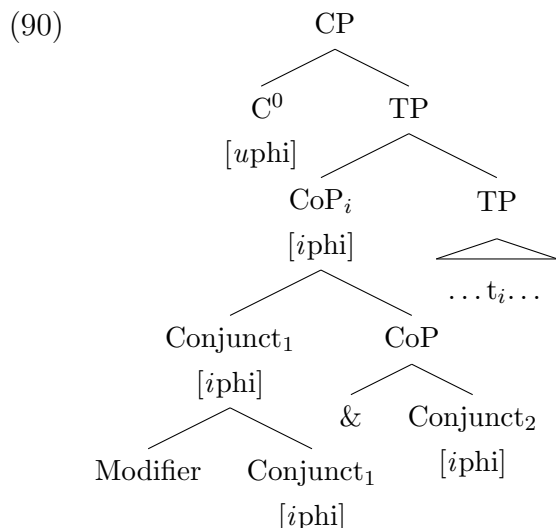 (90) CP
C⁰ TP
[uphi]
CoPᵢ TP
[iphi] …tᵢ…
Conjunct₁ CoP
[iphi] & Conjunct₂
Modifier Conjunct₁ [iphi]
[iphi]